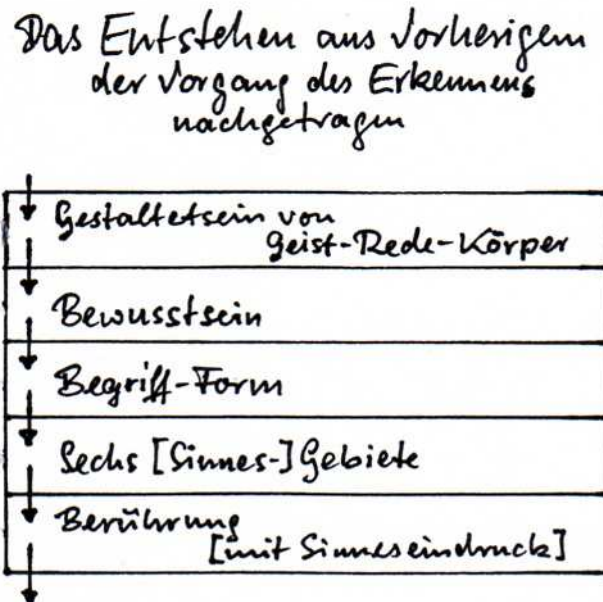 Das Entstehen aus Vorherigem
der Vorgang des Erkennens
nachgetragen
Gestaltetsein von
Geist-Rede-Körper
Bewusstsein
Begriff-Form
Sechs [Sinnes-] Gebiete
Berührung
[mit Sinneseindruck]